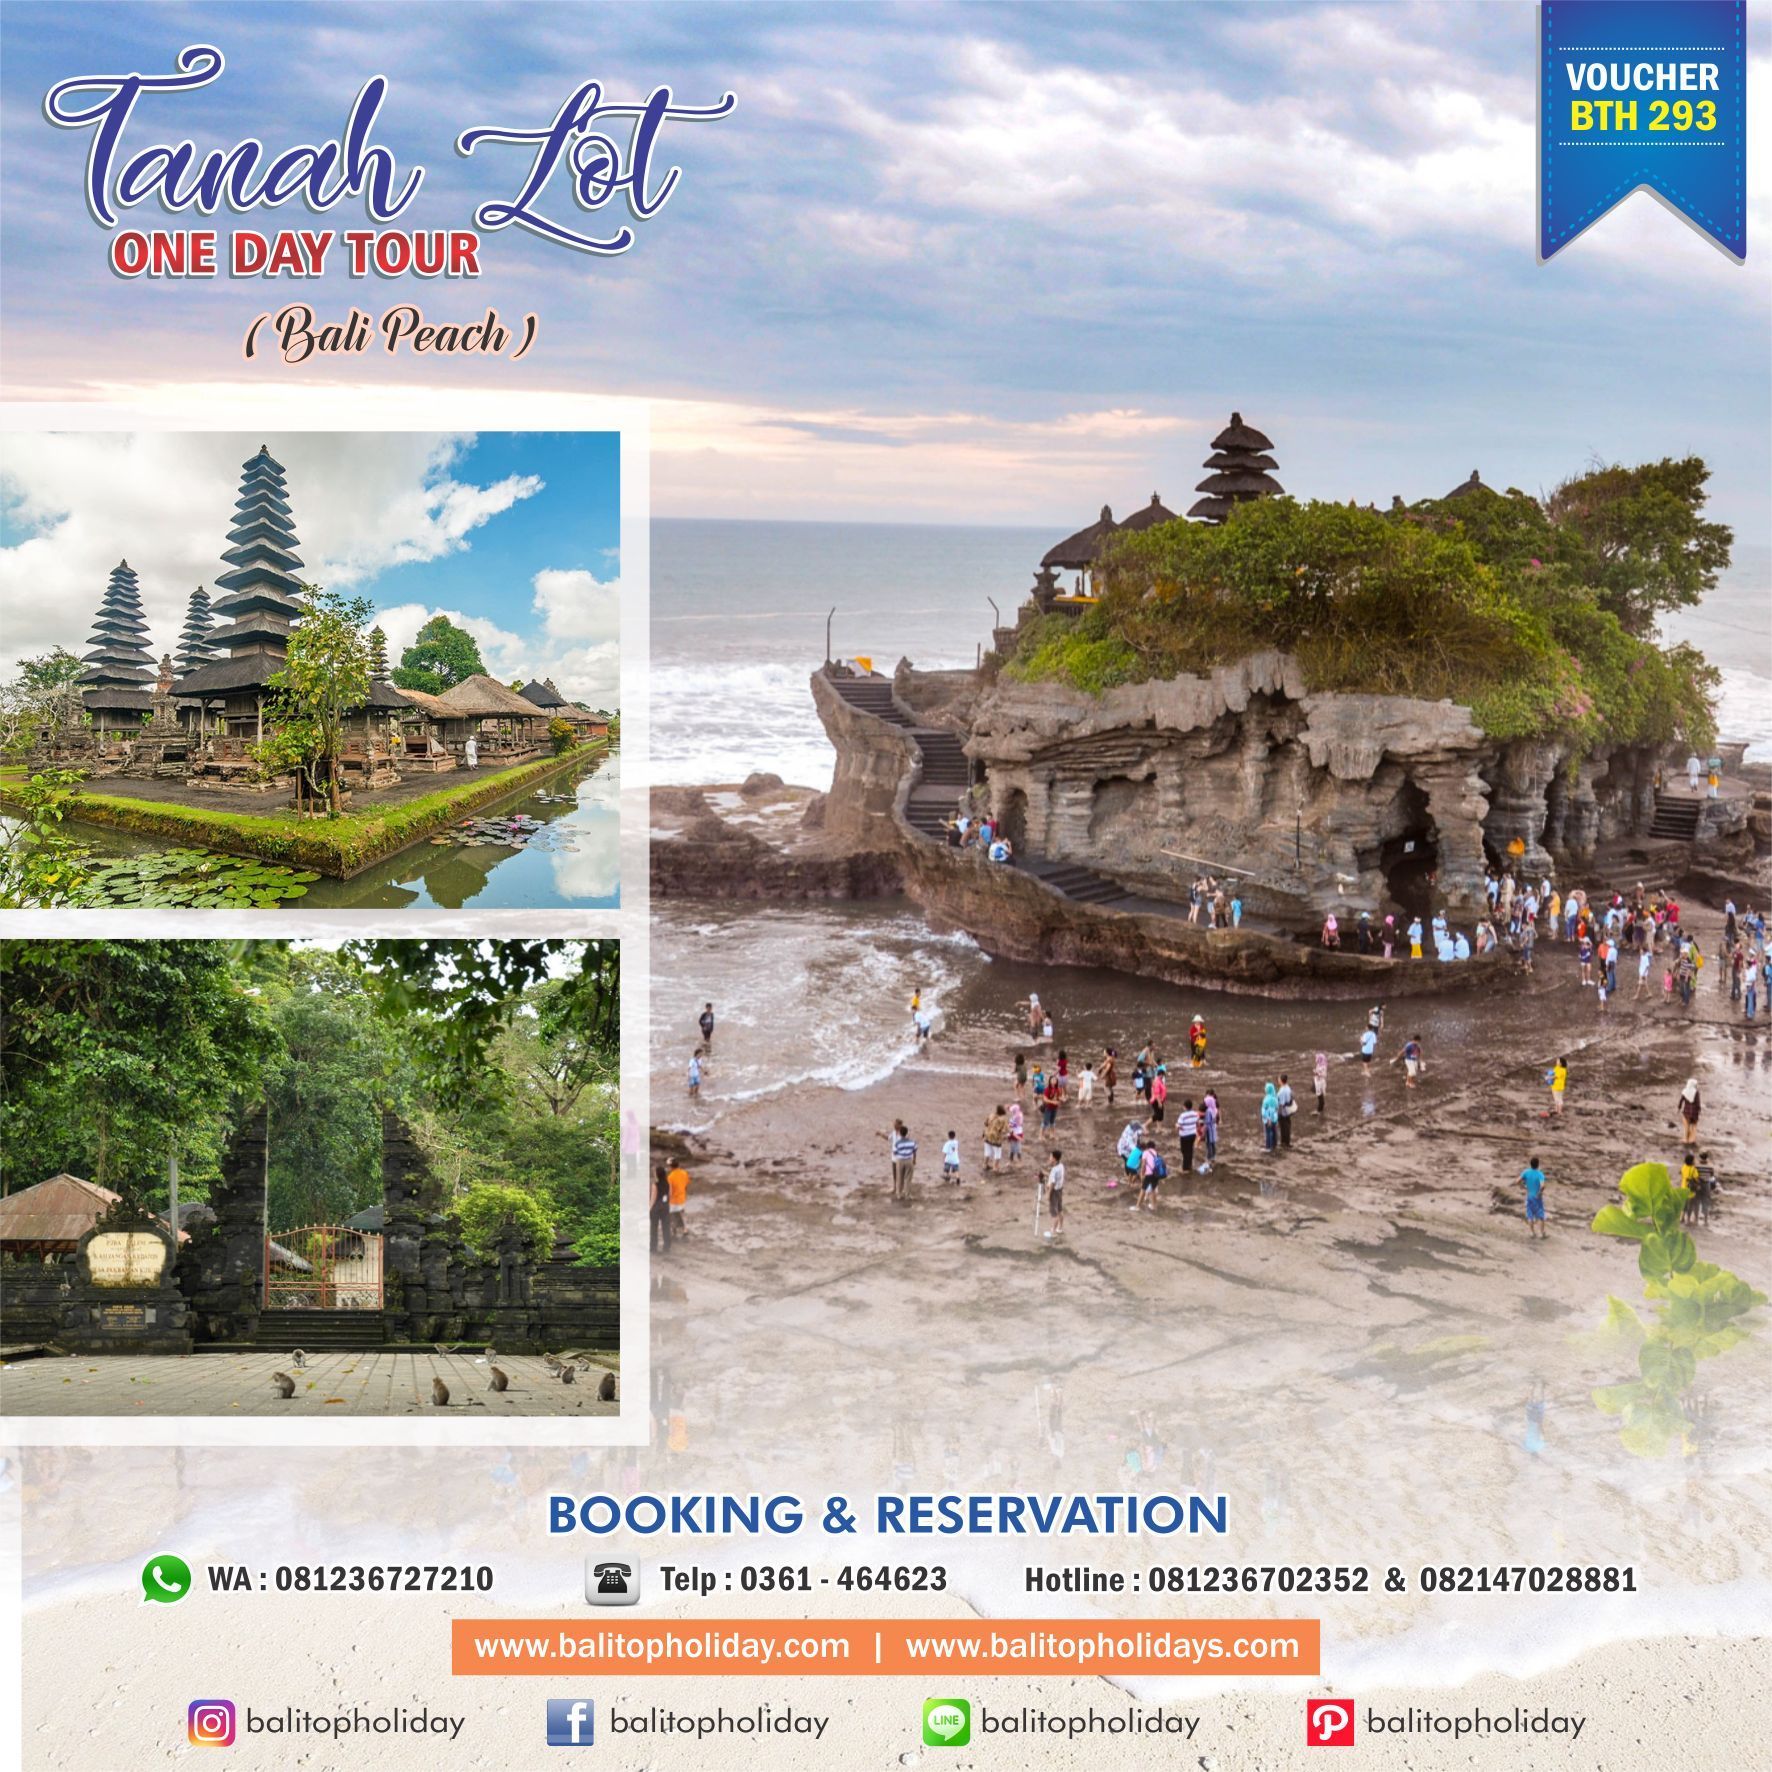 Tanah Lot
ONE DAY TOUR
( Bali Peach )
VOUCHER
BTH 293
BOOKING & RESERVATION
WA : 081236727210
Telp : 0361 - 464623
Hotline : 081236702352 & 082147028881
www.balitopholiday.com | www.balitopholidays.com
balitopholiday
balitopholiday
LINE
balitopholiday
balitopholiday